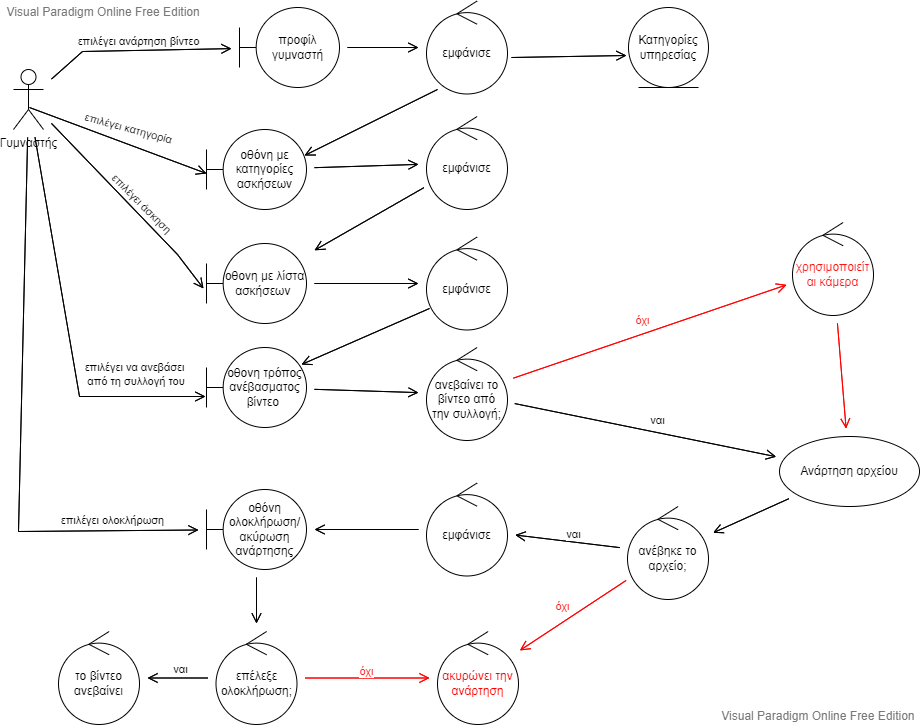 Visual Paradigm Online Free Edition
επιλέγει ανάρτηση βίντεο
προφίλ
γυμναστή
εμφάνισε
Κατηγορίες
υπηρεσίας
Γυμναστής
επιλέγει κατηγορία
οθόνη με
κατηγορίες
ασκήσεων
εμφάνισε
επιλέγει άσκηση
οθονη με λίστα
ασκήσεων
εμφάνισε
χρησιμοποιείτ
αι κάμερα
όχι
επιλέγει να ανεβάσει
από τη συλλογή του
οθονη τρόπος
ανέβασματος
βίντεο
ανεβαίνει το
βίντεο από
την συλλογή;
ναι
Ανάρτηση αρχείου
επιλέγει ολοκλήρωση
οθόνη
ολοκλήρωση/
ακύρωση
ανάρτησης
εμφάνισε
ναι
ανέβηκε το
αρχείο;
όχι
το βίντεο
ανεβαίνει
ναι
επέλεξε
ολοκλήρωση;
όχι
ακυρώνει την
ανάρτηση
Visual Paradigm Online Free Edition